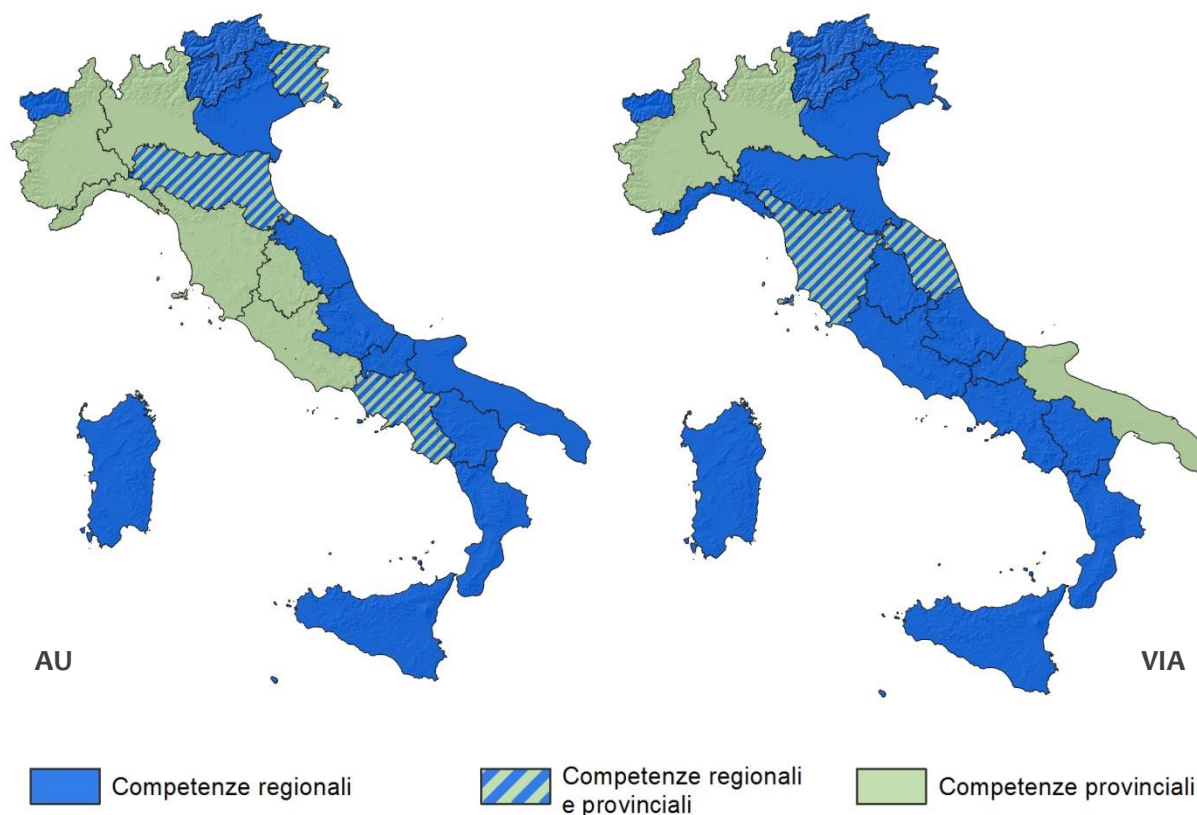 AU
VIA
Competenze regionali
Competenze regionali
e provinciali
Competenze provinciali